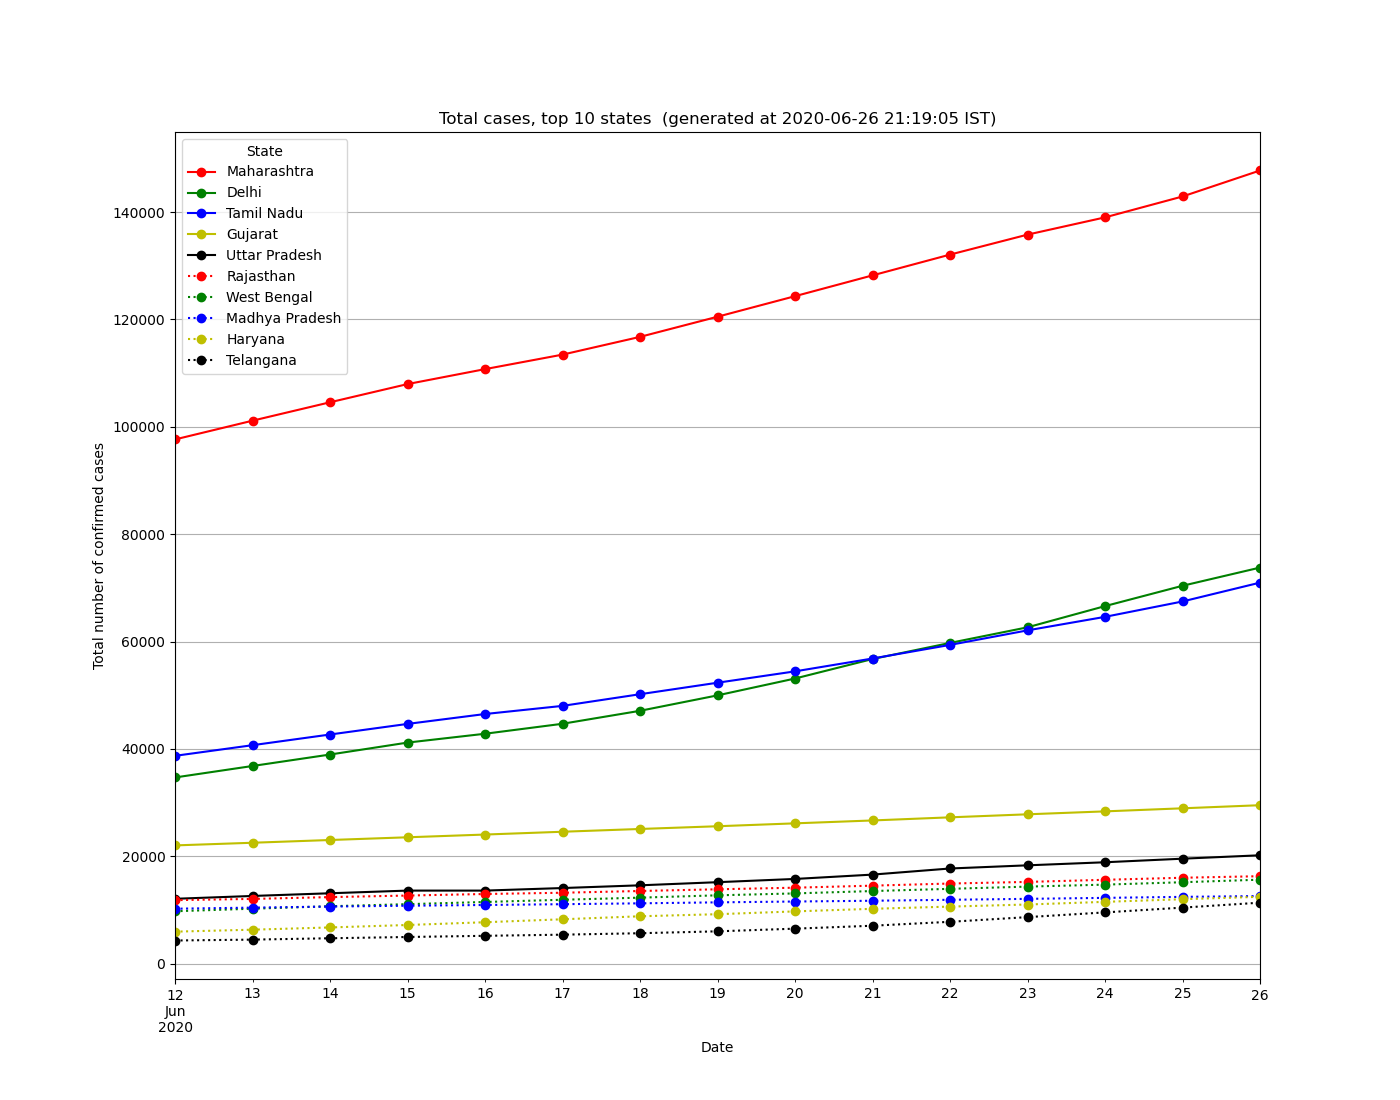 Total cases, top 10 states  (generated at 2020-06-26 21:19:05 IST)
State
Maharashtra
Delhi
Tamil Nadu
Gujarat
Uttar Pradesh
Rajasthan
West Bengal
Madhya Pradesh
Haryana
Telangana
Total number of confirmed cases
140000
120000
100000
80000
60000
40000
20000
0
12 13 14 15 16 17 18 19 20 21 22 23 24 25 26
Jun
2020
Date